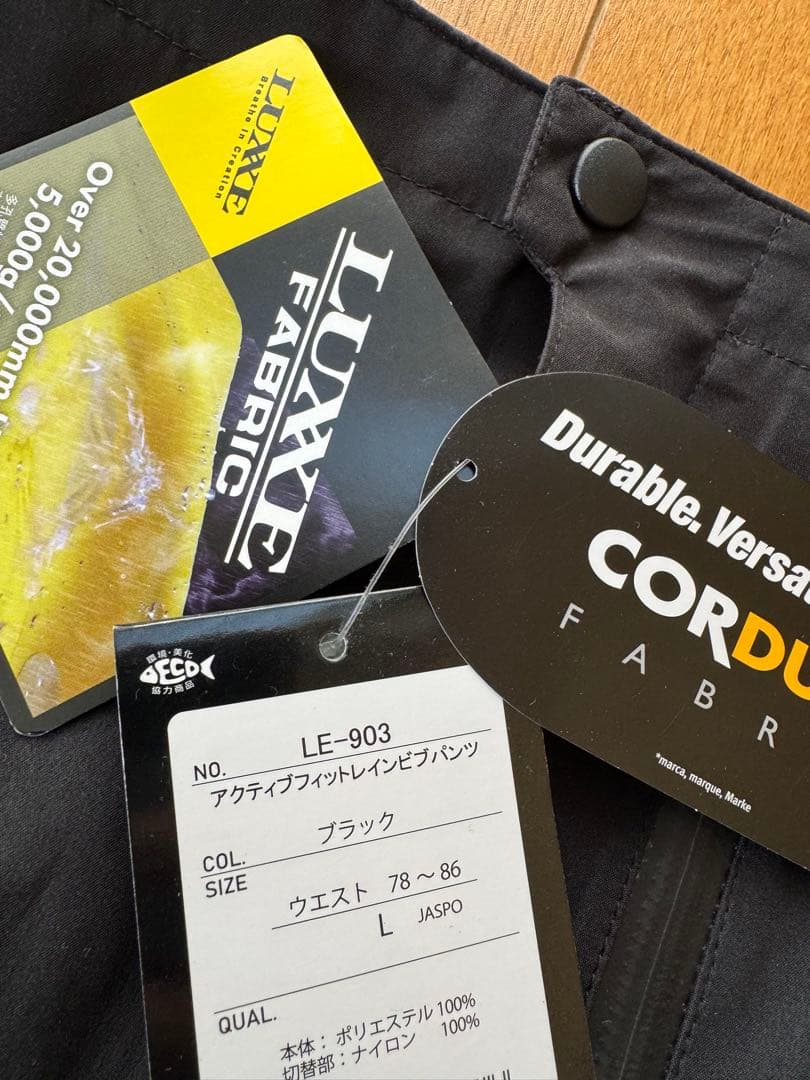 LUXXE
Breathe in Creation
Over 20,000mm
5,000g/
LUXXE
FABRIC
Durable. Versa
CORDU
FABR
*marca, marque, Marke
環境・美化
ECO
協力商品
NO. LE-903
アクティブフィットレインビブパンツ
COL. ブラック
SIZE
ウエスト 78～86
L JASPO
QUAL.
本体：ポリエステル 100%
切替部：ナイロン 100%